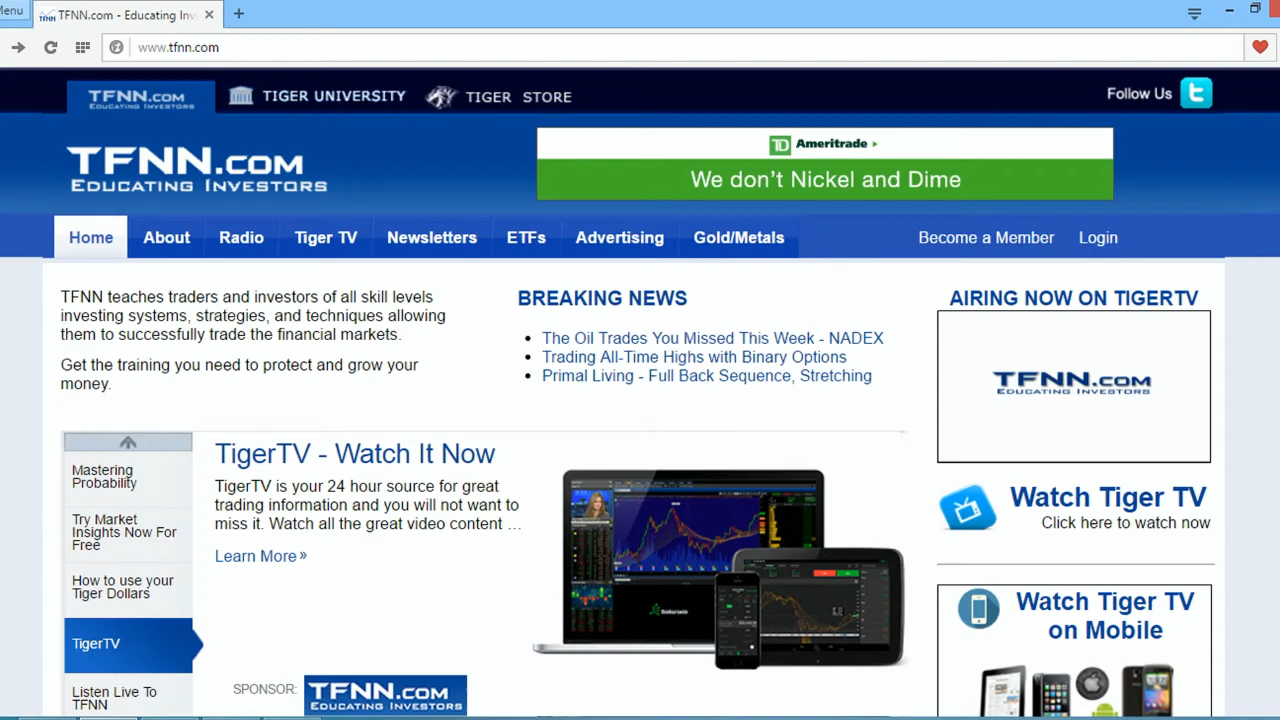 Menu
TFNN.com - Educating Inv
www.tfnn.com
TFNN.COM
EDUCATING INVESTORS
TIGER UNIVERSITY
TIGER STORE
Follow Us
TFNN.COM
EDUCATING INVESTORS
TD Ameritrade
We don't Nickel and Dime
Home
About
Radio
Tiger TV
Newsletters
ETFs
Advertising
Gold/Metals
Become a Member
Login
TFNN teaches traders and investors of all skill levels
investing systems, strategies, and techniques allowing
them to successfully trade the financial markets.
Get the training you need to protect and grow your
money.
BREAKING NEWS
The Oil Trades You Missed This Week - NADEX
Trading All-Time Highs with Binary Options
Primal Living - Full Back Sequence, Stretching
AIRING NOW ON TIGERTV
TFNN.COM
EDUCATING INVESTORS
Watch Tiger TV
Click here to watch now
Watch Tiger TV
on Mobile
Mastering
Probability
Try Market
Insights Now For
Free
How to use your
Tiger Dollars
TigerTV
Listen Live To
TFNN
TigerTV - Watch It Now
TigerTV is your 24 hour source for great
trading information and you will not want to
miss it. Watch all the great video content ...
Learn More »
SPONSOR:
TFNN.COM
EDUCATING INVESTORS